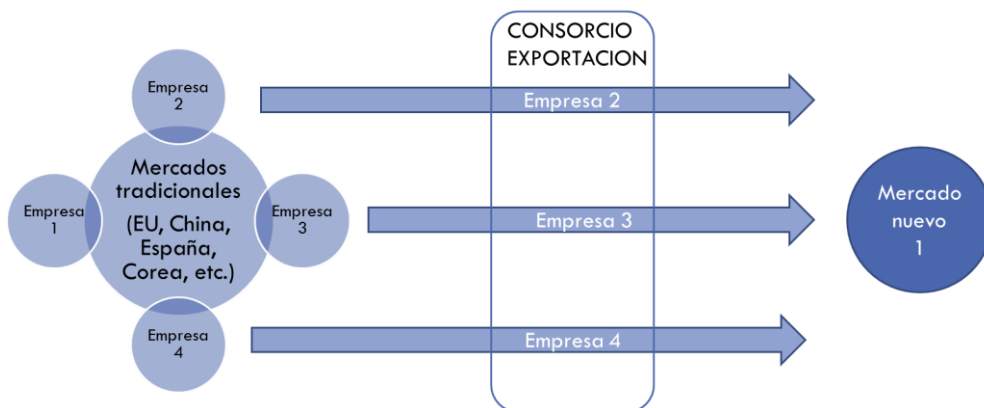 CONSORCIO
EXPORTACION
Empresa
2
Empresa 2
Mercados
tradicionales
(EU, China,
España,
Corea, etc.)
Empresa
1
Empresa
3
Empresa 3
Mercado
nuevo
1
Empresa
4
Empresa 4